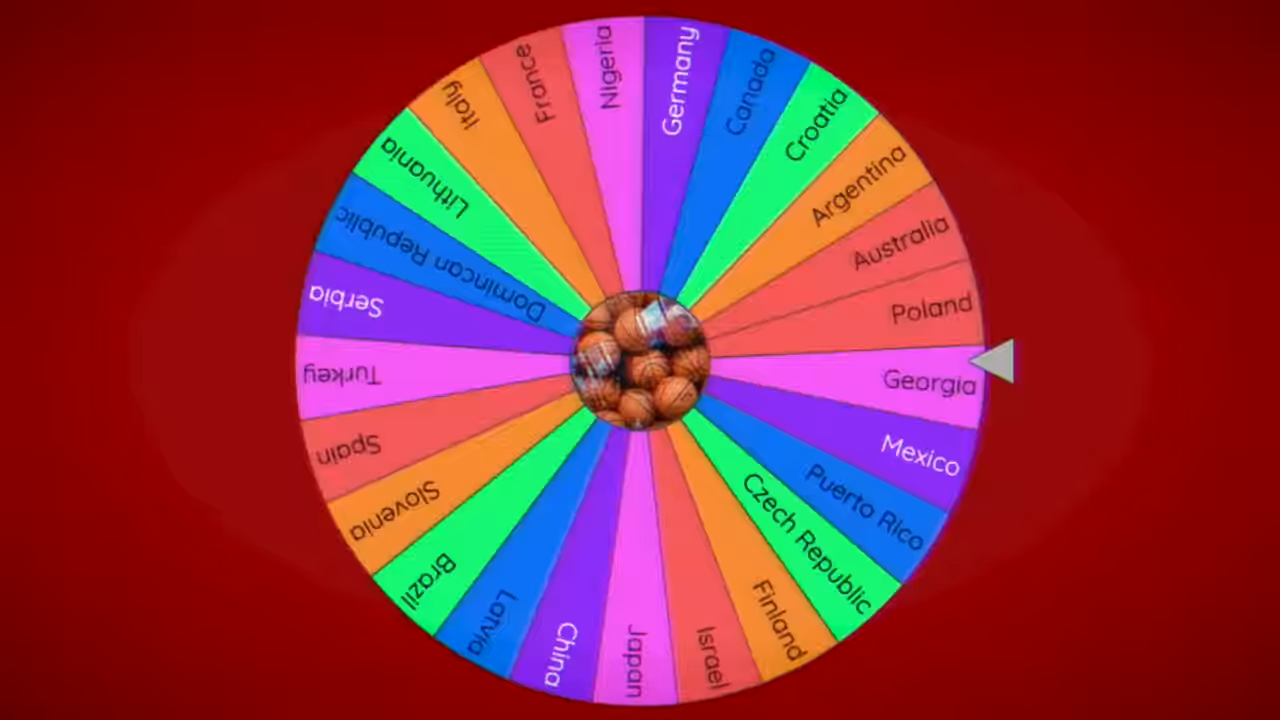 Germany
Canada
Croatia
Argentina
Australia
Poland
Georgia
Mexico
Puerto Rico
Czech Republic
Finland
Israel
Japan
China
Latvia
Brazil
Slovenia
Spain
Turkey
Serbia
Domincan Republic
Lithuania
Italy
France
Nigeria